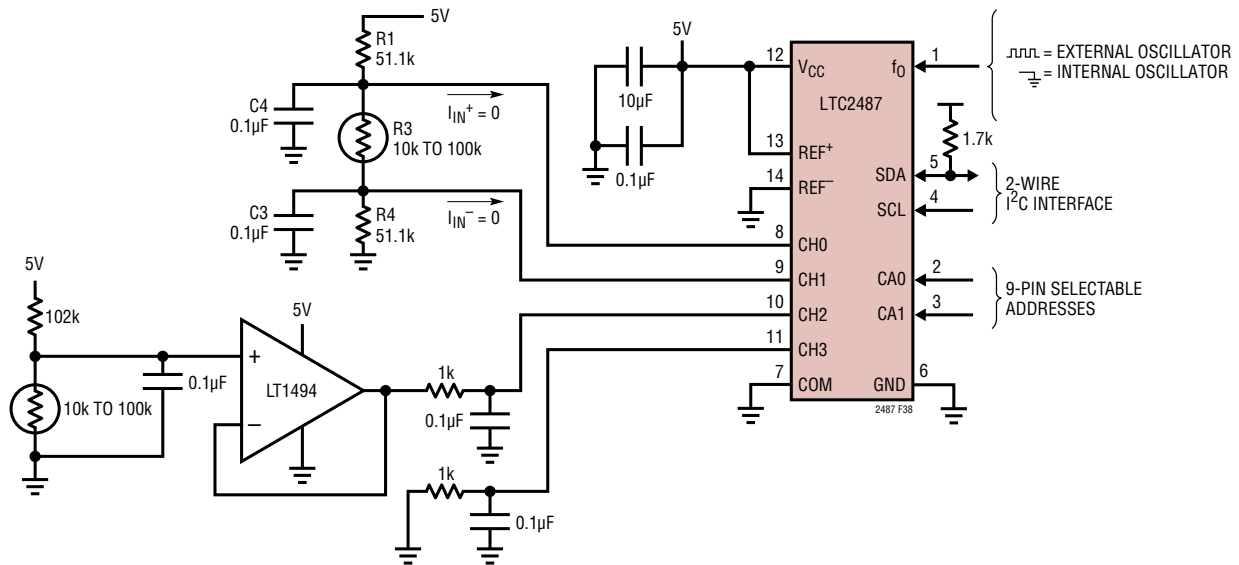 5V
R1
51.1k
C4
0.1µF
I_IN⁺ = 0
R3
10k TO 100k
C3
0.1µF
I_IN⁻ = 0
R4
51.1k
5V
10µF
0.1µF
12
V_CC
13
REF⁺
14
REF⁻
8
CH0
9
CH1
10
CH2
11
CH3
7
COM
LTC2487
f_O
1
SDA
5
SCL
4
CA0
2
CA1
3
GND
6
= EXTERNAL OSCILLATOR
= INTERNAL OSCILLATOR
1.7k
2-WIRE
I²C INTERFACE
9-PIN SELECTABLE
ADDRESSES
5V
102k
10k TO 100k
0.1µF
5V
+
LT1494
−
1k
0.1µF
1k
0.1µF
2487 F38